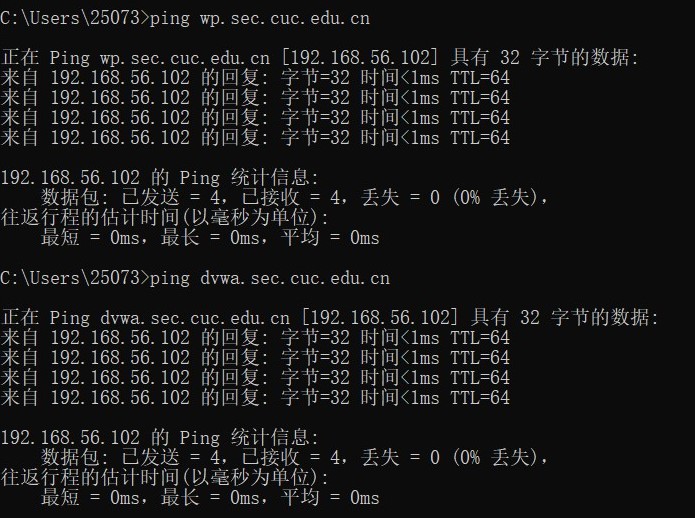 C:\Users\25073>ping wp.sec.cuc.edu.cn
正在 Ping wp.sec.cuc.edu.cn [192.168.56.102] 具有 32 字节的数据:
来自 192.168.56.102 的回复: 字节=32 时间<1ms TTL=64
来自 192.168.56.102 的回复: 字节=32 时间<1ms TTL=64
来自 192.168.56.102 的回复: 字节=32 时间<1ms TTL=64
来自 192.168.56.102 的回复: 字节=32 时间<1ms TTL=64
192.168.56.102 的 Ping 统计信息:
数据包: 已发送 = 4，已接收 = 4，丢失 = 0 (0% 丢失)，
往返行程的估计时间(以毫秒为单位):
最短 = 0ms，最长 = 0ms，平均 = 0ms
C:\Users\25073>ping dvwa.sec.cuc.edu.cn
正在 Ping dvwa.sec.cuc.edu.cn [192.168.56.102] 具有 32 字节的数据:
来自 192.168.56.102 的回复: 字节=32 时间<1ms TTL=64
来自 192.168.56.102 的回复: 字节=32 时间<1ms TTL=64
来自 192.168.56.102 的回复: 字节=32 时间<1ms TTL=64
来自 192.168.56.102 的回复: 字节=32 时间<1ms TTL=64
192.168.56.102 的 Ping 统计信息:
数据包: 已发送 = 4，已接收 = 4，丢失 = 0 (0% 丢失)，
往返行程的估计时间(以毫秒为单位):
最短 = 0ms，最长 = 0ms，平均 = 0ms